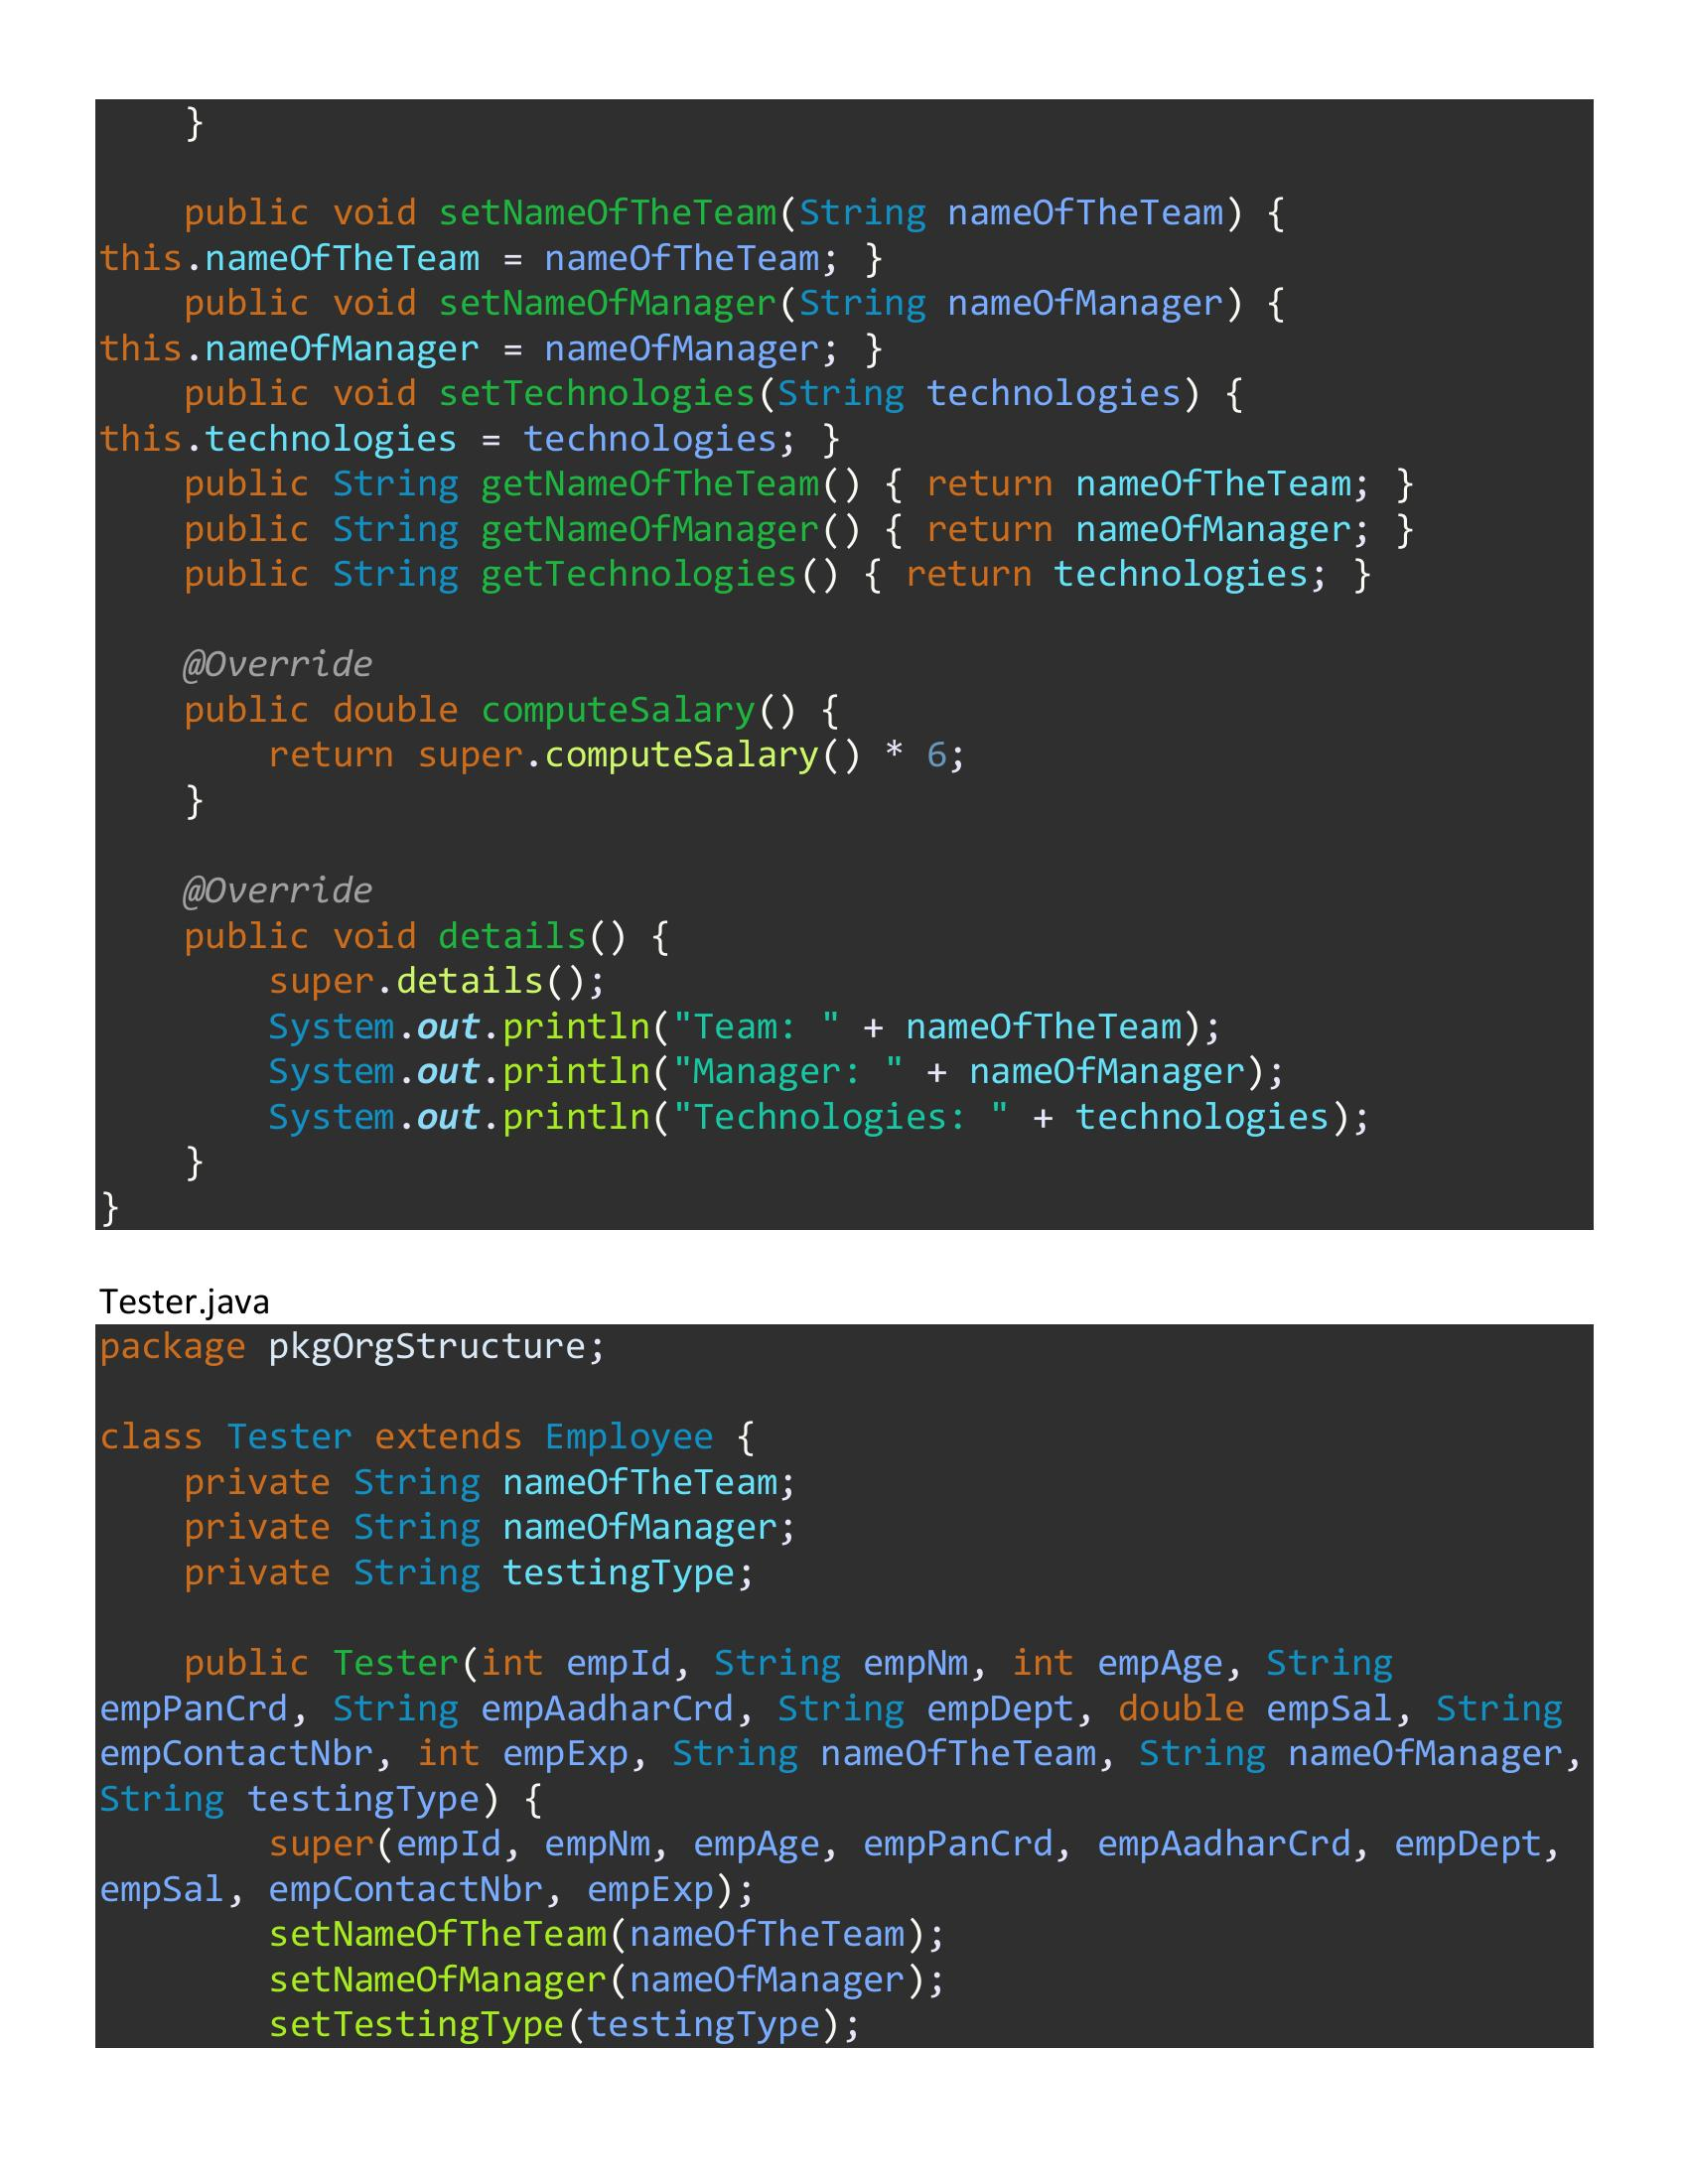 }

    public void setNameOfTheTeam(String nameOfTheTeam) {
this.nameOfTheTeam = nameOfTheTeam; }
    public void setNameOfManager(String nameOfManager) {
this.nameOfManager = nameOfManager; }
    public void setTechnologies(String technologies) {
this.technologies = technologies; }
    public String getNameOfTheTeam() { return nameOfTheTeam; }
    public String getNameOfManager() { return nameOfManager; }
    public String getTechnologies() { return technologies; }

    @Override
    public double computeSalary() {
        return super.computeSalary() * 6;
    }

    @Override
    public void details() {
        super.details();
        System.out.println("Team: " + nameOfTheTeam);
        System.out.println("Manager: " + nameOfManager);
        System.out.println("Technologies: " + technologies);
    }
}

Tester.java
package pkgOrgStructure;

class Tester extends Employee {
    private String nameOfTheTeam;
    private String nameOfManager;
    private String testingType;

    public Tester(int empId, String empNm, int empAge, String
empPanCrd, String empAadharCrd, String empDept, double empSal, String
empContactNbr, int empExp, String nameOfTheTeam, String nameOfManager,
String testingType) {
        super(empId, empNm, empAge, empPanCrd, empAadharCrd, empDept,
empSal, empContactNbr, empExp);
        setNameOfTheTeam(nameOfTheTeam);
        setNameOfManager(nameOfManager);
        setTestingType(testingType);